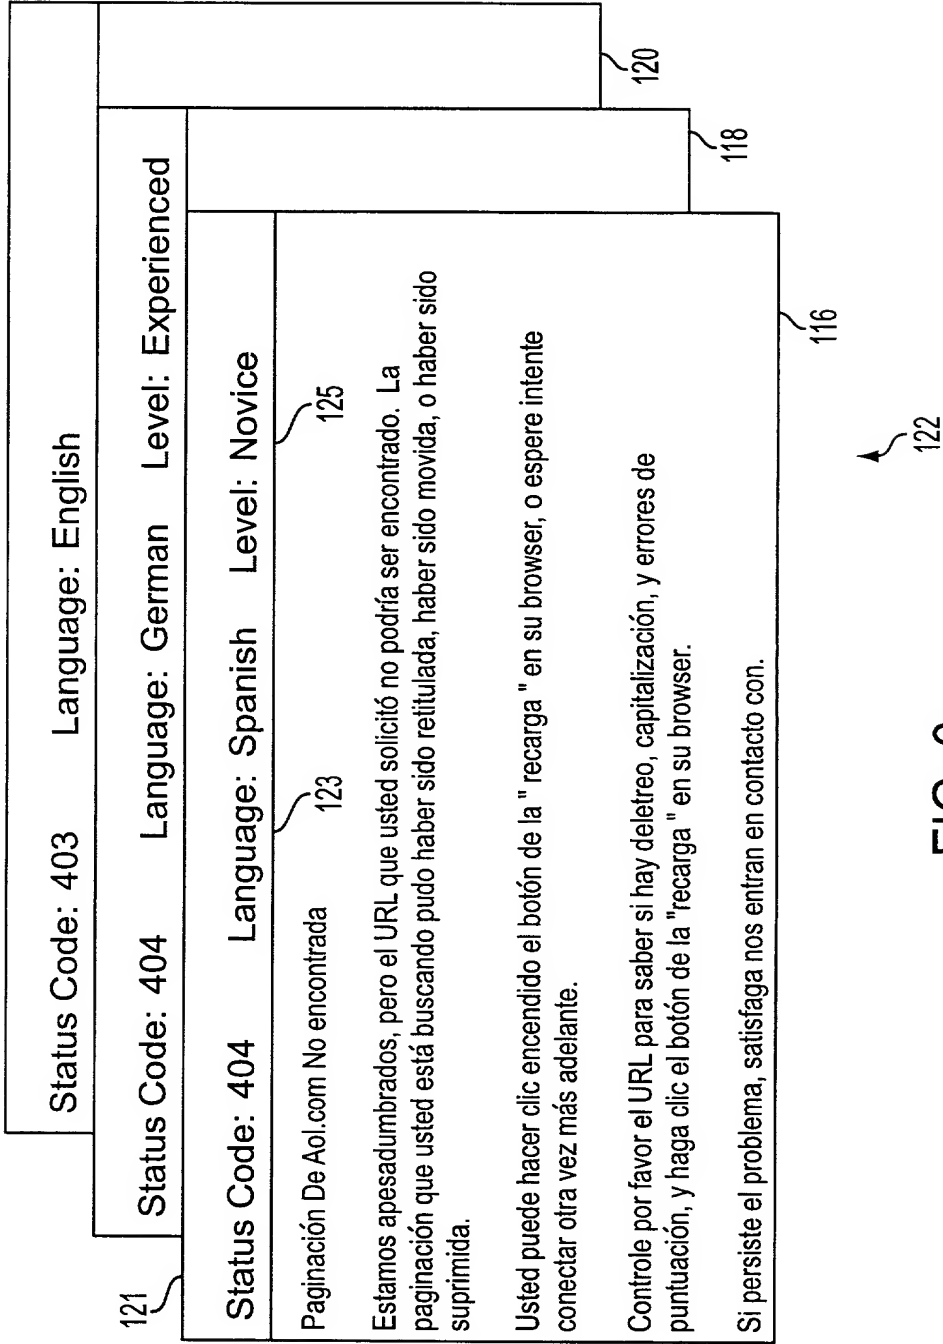 Status Code: 403 Language: English
Status Code: 404 Language: German Level: Experienced
121
Status Code: 404 Language: Spanish Level: Novice
123
125
Paginación De Aol.com No encontrada
Estamos apesadumbrados, pero el URL que usted solicitó no podría ser encontrado. La
paginación que usted está buscando pudo haber sido retitulada, haber sido movida, o haber sido
suprimida.
Usted puede hacer clic encendido el botón de la " recarga " en su browser, o espere intente
conectar otra vez más adelante.
Controle por favor el URL para saber si hay deletreo, capitalización, y errores de
puntuación, y haga clic el botón de la "recarga " en su browser.
Si persiste el problema, satisfaga nos entran en contacto con.
120
118
116
122
FIG.